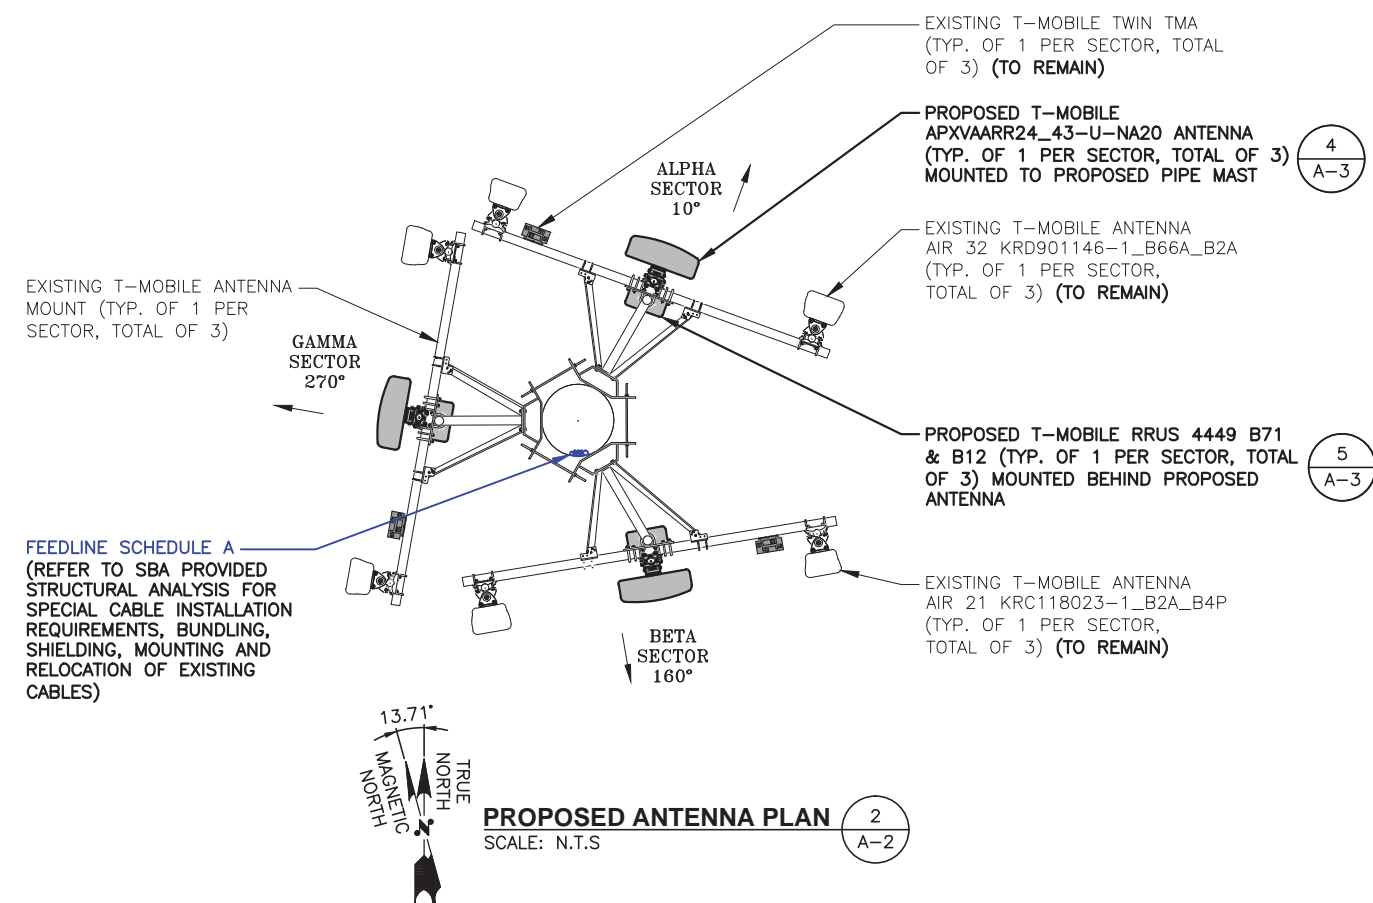 EXISTING T-MOBILE TWIN TMA
(TYP. OF 1 PER SECTOR, TOTAL
OF 3) (TO REMAIN)
PROPOSED T-MOBILE
APXVAARR24_43-U-NA20 ANTENNA
(TYP. OF 1 PER SECTOR, TOTAL OF 3)
MOUNTED TO PROPOSED PIPE MAST
4
A-3
ALPHA
SECTOR
10°
EXISTING T-MOBILE ANTENNA
AIR 32 KRD901146-1_B66A_B2A
(TYP. OF 1 PER SECTOR,
TOTAL OF 3) (TO REMAIN)
EXISTING T-MOBILE ANTENNA
MOUNT (TYP. OF 1 PER
SECTOR, TOTAL OF 3)
GAMMA
SECTOR
270°
PROPOSED T-MOBILE RRUS 4449 B71
& B12 (TYP. OF 1 PER SECTOR, TOTAL
OF 3) MOUNTED BEHIND PROPOSED
ANTENNA
5
A-3
FEEDLINE SCHEDULE A
(REFER TO SBA PROVIDED
STRUCTURAL ANALYSIS FOR
SPECIAL CABLE INSTALLATION
REQUIREMENTS, BUNDLING,
SHIELDING, MOUNTING AND
RELOCATION OF EXISTING
CABLES)
EXISTING T-MOBILE ANTENNA
AIR 21 KRC118023-1_B2A_B4P
(TYP. OF 1 PER SECTOR,
TOTAL OF 3) (TO REMAIN)
BETA
SECTOR
160°
13.71°
MAGNETIC
NORTH
TRUE
NORTH
N
PROPOSED ANTENNA PLAN
SCALE: N.T.S
2
A-2